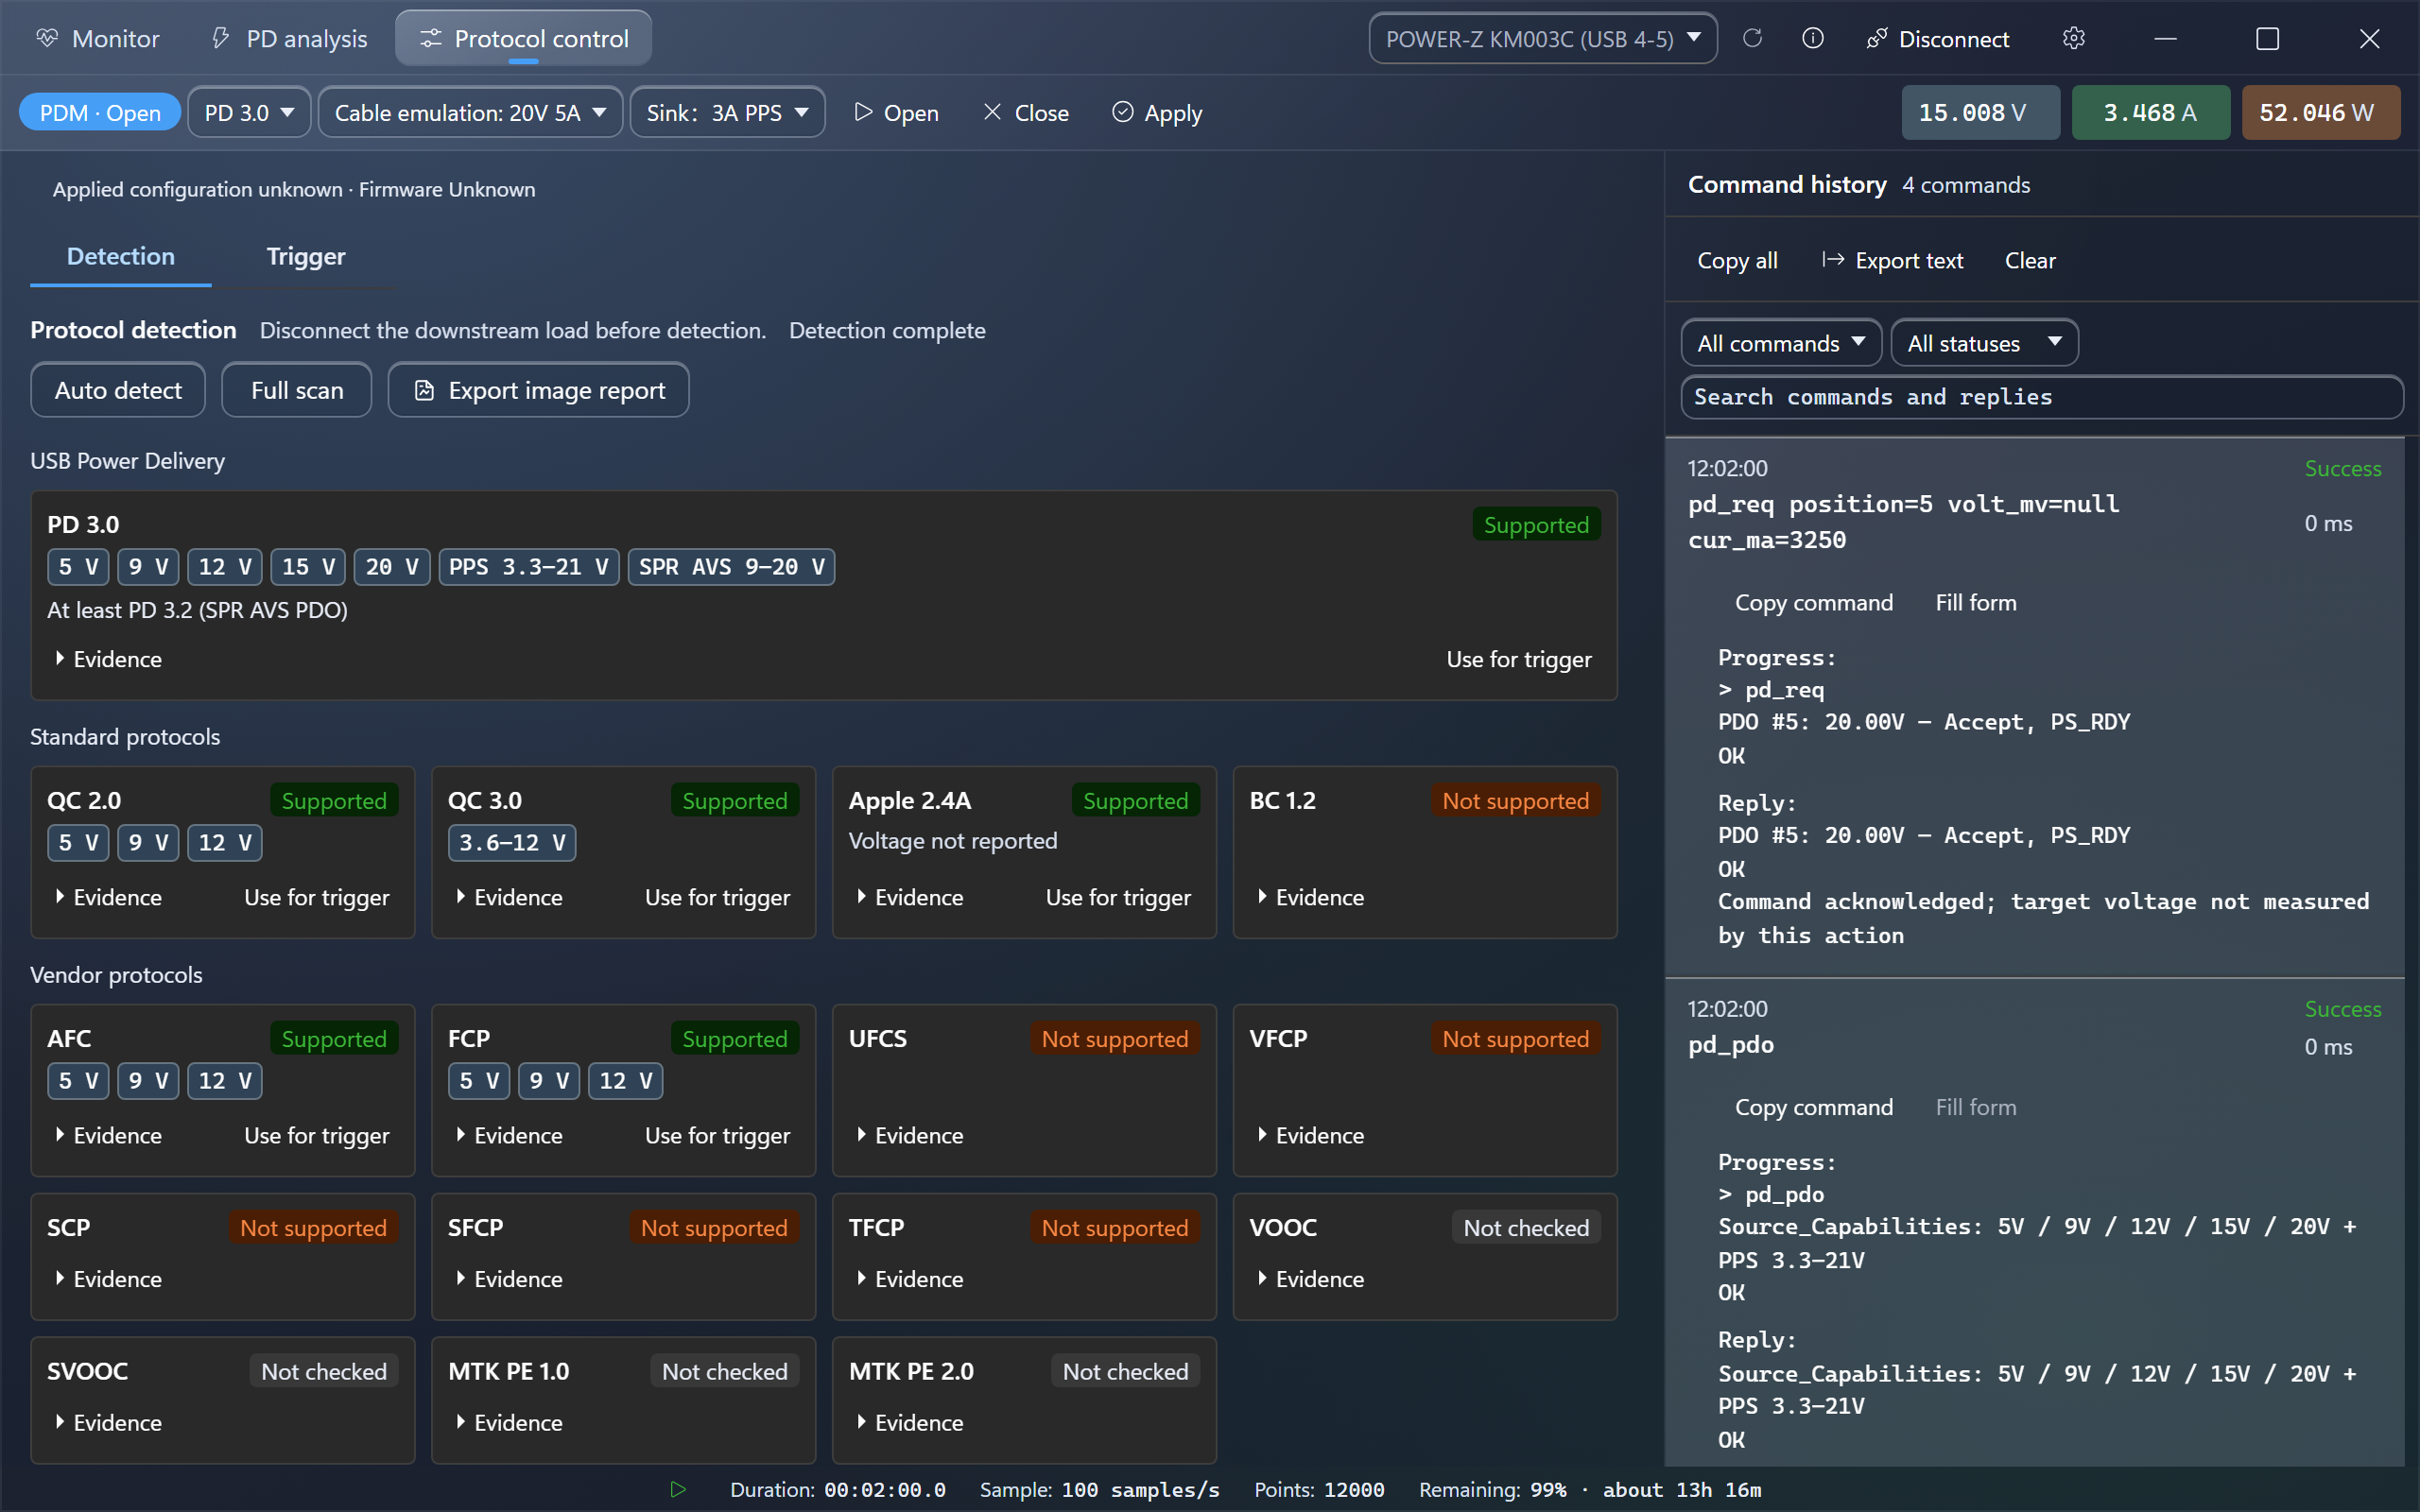 Monitor
PD analysis
Protocol control
POWER-Z KM003C (USB 4-5)
Disconnect
PDM · Open
PD 3.0
Cable emulation: 20V 5A
Sink: 3A PPS
Open
Close
Apply
15.008 V
3.468 A
52.046 W
Applied configuration unknown · Firmware Unknown
Detection
Trigger
Protocol detection Disconnect the downstream load before detection. Detection complete
Auto detect
Full scan
Export image report
USB Power Delivery
PD 3.0 Supported
5 V 9 V 12 V 15 V 20 V PPS 3.3–21 V SPR AVS 9–20 V
At least PD 3.2 (SPR AVS PDO)
Evidence Use for trigger
Standard protocols
QC 2.0 Supported
5 V 9 V 12 V
Evidence Use for trigger
QC 3.0 Supported
3.6–12 V
Evidence Use for trigger
Apple 2.4A Supported
Voltage not reported
Evidence Use for trigger
BC 1.2 Not supported
Evidence
Vendor protocols
AFC Supported
5 V 9 V 12 V
Evidence Use for trigger
FCP Supported
5 V 9 V 12 V
Evidence Use for trigger
UFCS Not supported
Evidence
VFCP Not supported
Evidence
SCP Not supported
Evidence
SFCP Not supported
Evidence
TFCP Not supported
Evidence
VOOC Not checked
Evidence
SVOOC Not checked
Evidence
MTK PE 1.0 Not checked
Evidence
MTK PE 2.0 Not checked
Evidence
Command history 4 commands
Copy all
Export text
Clear
All commands
All statuses
Search commands and replies
12:02:00 Success
pd_req position=5 volt_mv=null
cur_ma=3250
0 ms
Copy command Fill form
Progress:
> pd_req
PDO #5: 20.00V — Accept, PS_RDY
OK
Reply:
PDO #5: 20.00V — Accept, PS_RDY
OK
Command acknowledged; target voltage not measured
by this action
12:02:00 Success
pd_pdo 0 ms
Copy command Fill form
Progress:
> pd_pdo
Source_Capabilities: 5V / 9V / 12V / 15V / 20V +
PPS 3.3–21V
OK
Reply:
Source_Capabilities: 5V / 9V / 12V / 15V / 20V +
PPS 3.3–21V
OK
Duration: 00:02:00.0 Sample: 100 samples/s Points: 12000 Remaining: 99% · about 13h 16m